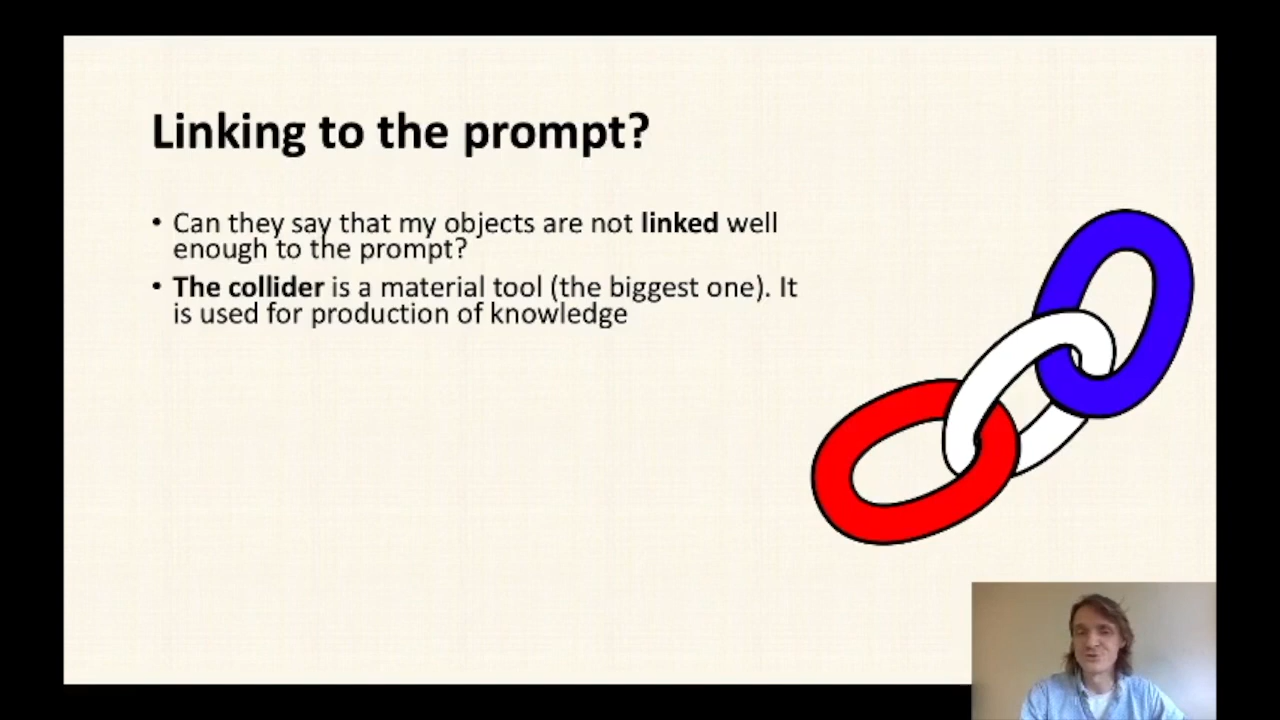 Linking to the prompt?
• Can they say that my objects are not linked well
enough to the prompt?
• The collider is a material tool (the biggest one). It
is used for production of knowledge